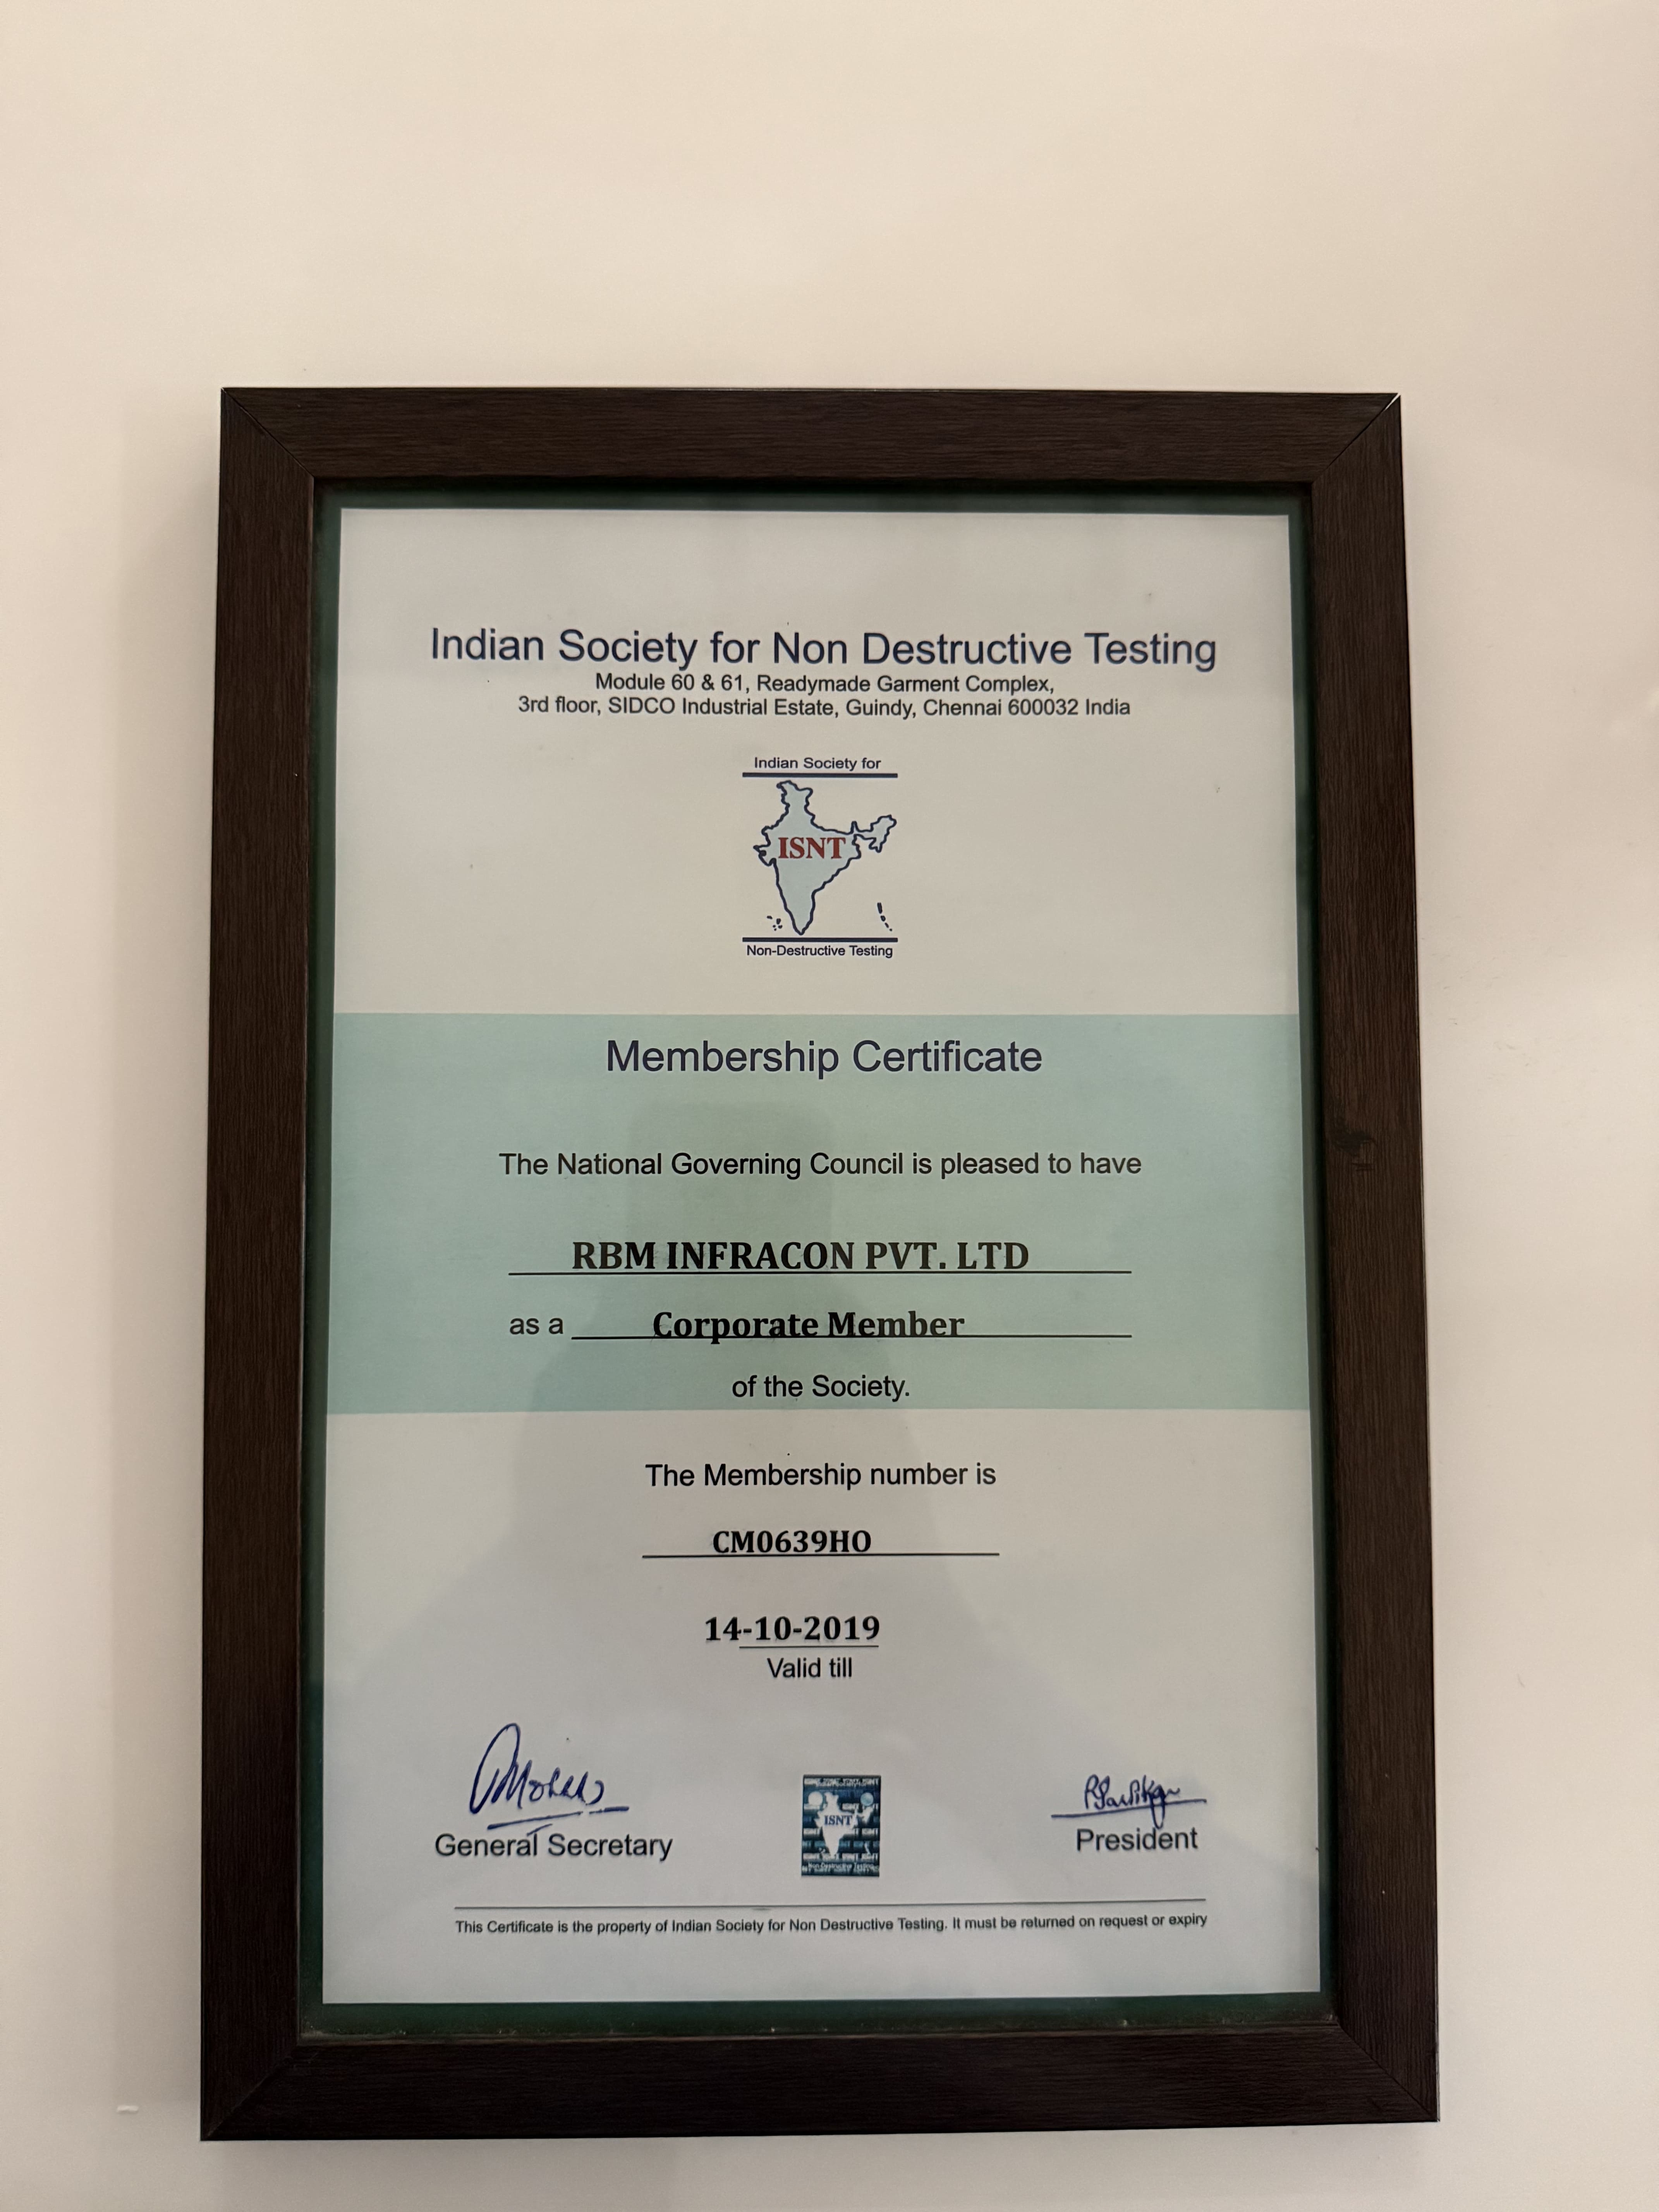 Indian Society for Non Destructive Testing
Module 60 & 61, Readymade Garment Complex,
3rd floor, SIDCO Industrial Estate, Guindy, Chennai 600032 India
Indian Society for
ISNT
Non-Destructive Testing
Membership Certificate
The National Governing Council is pleased to have
RBM INFRACON PVT. LTD
as a Corporate Member
of the Society.
The Membership number is
CM0639HO
14-10-2019
Valid till
General Secretary
ISNT
President
This Certificate is the property of Indian Society for Non Destructive Testing. It must be returned on request or expiry